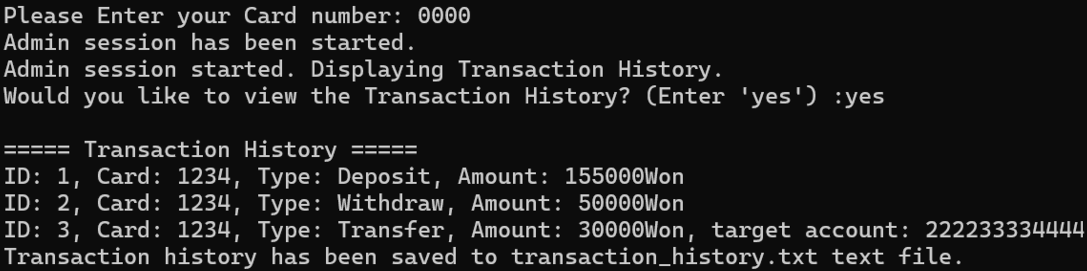 Please Enter your Card number: 0000
Admin session has been started.
Admin session started. Displaying Transaction History.
Would you like to view the Transaction History? (Enter 'yes') :yes
===== Transaction History =====
ID: 1, Card: 1234, Type: Deposit, Amount: 155000Won
ID: 2, Card: 1234, Type: Withdraw, Amount: 50000Won
ID: 3, Card: 1234, Type: Transfer, Amount: 30000Won, target account: 222233334444
Transaction history has been saved to transaction_history.txt text file.